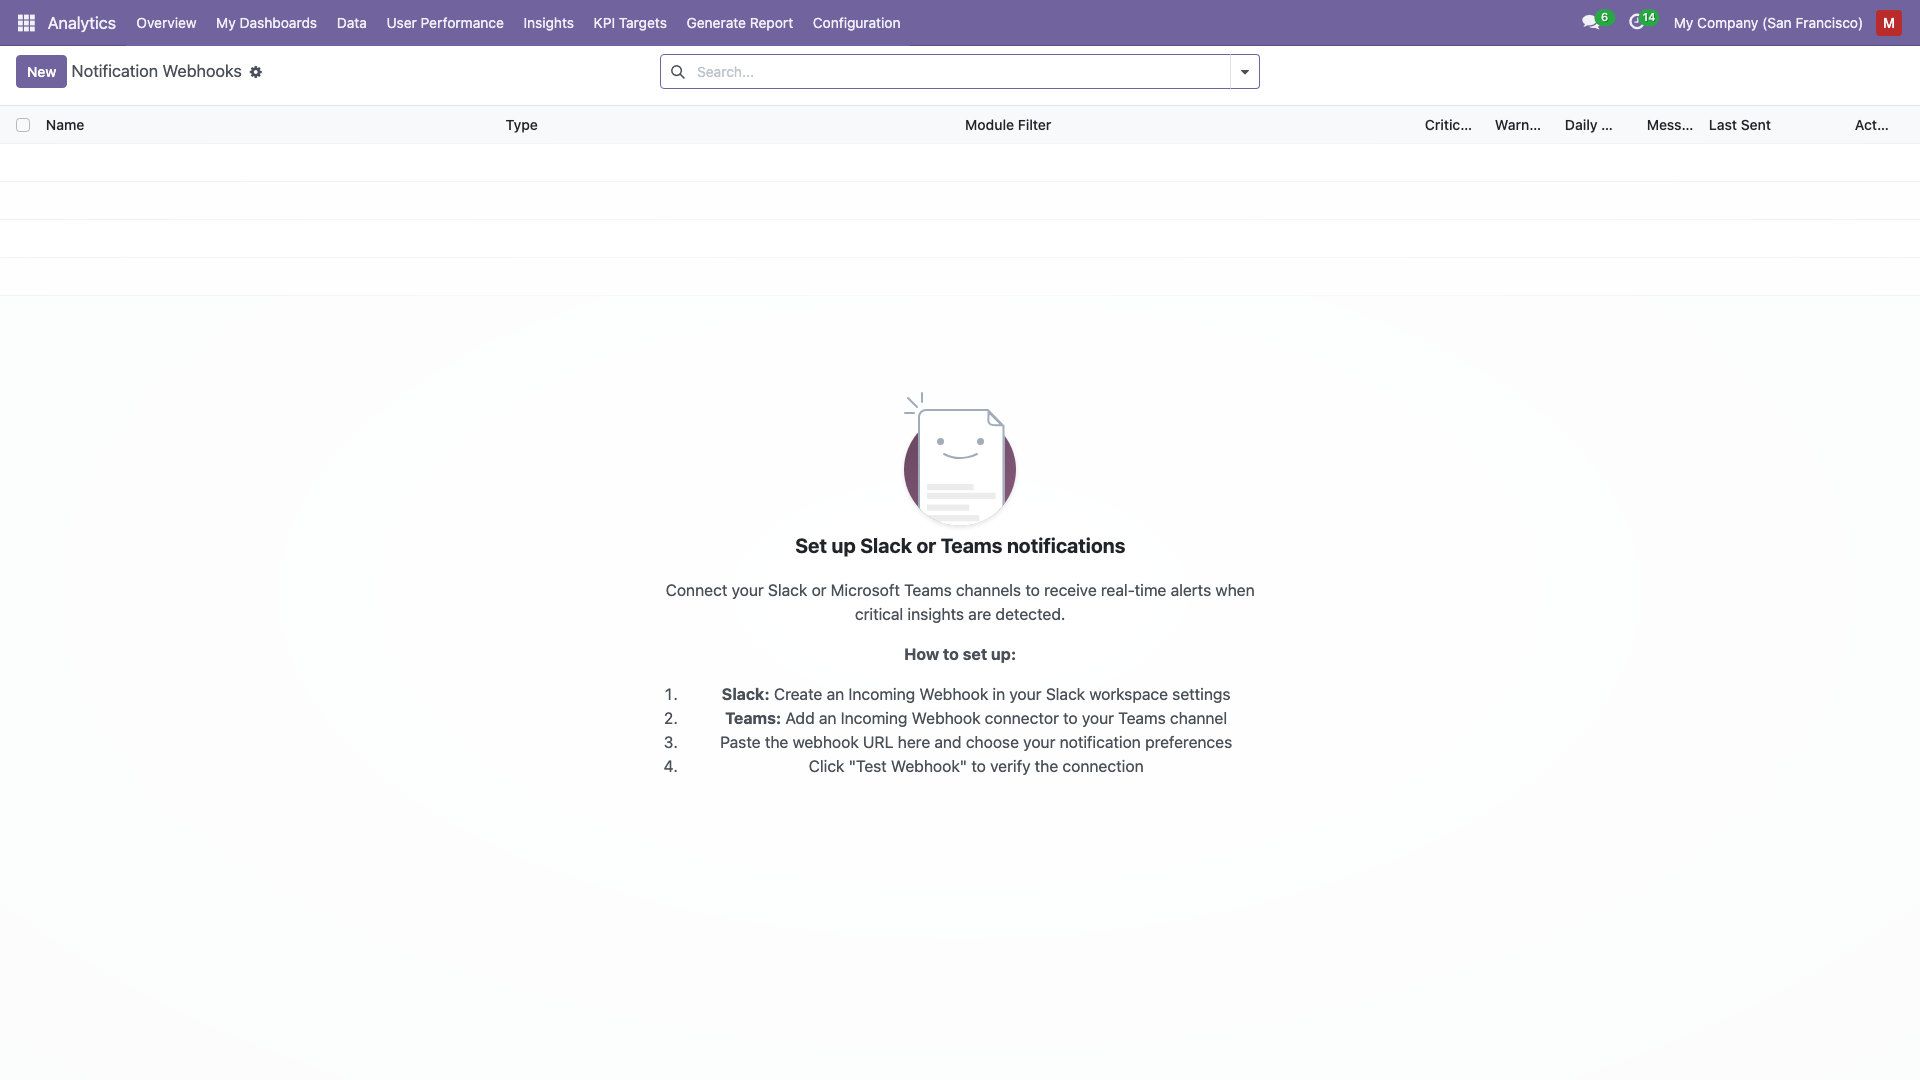 Analytics Overview My Dashboards Data User Performance Insights KPI Targets Generate Report Configuration 6 14 My Company (San Francisco) M
New Notification Webhooks Search...
Name Type Module Filter Critic... Warn... Daily ... Mess... Last Sent Act...
Set up Slack or Teams notifications
Connect your Slack or Microsoft Teams channels to receive real-time alerts when
critical insights are detected.
How to set up:
1. Slack: Create an Incoming Webhook in your Slack workspace settings
2. Teams: Add an Incoming Webhook connector to your Teams channel
3. Paste the webhook URL here and choose your notification preferences
4. Click "Test Webhook" to verify the connection